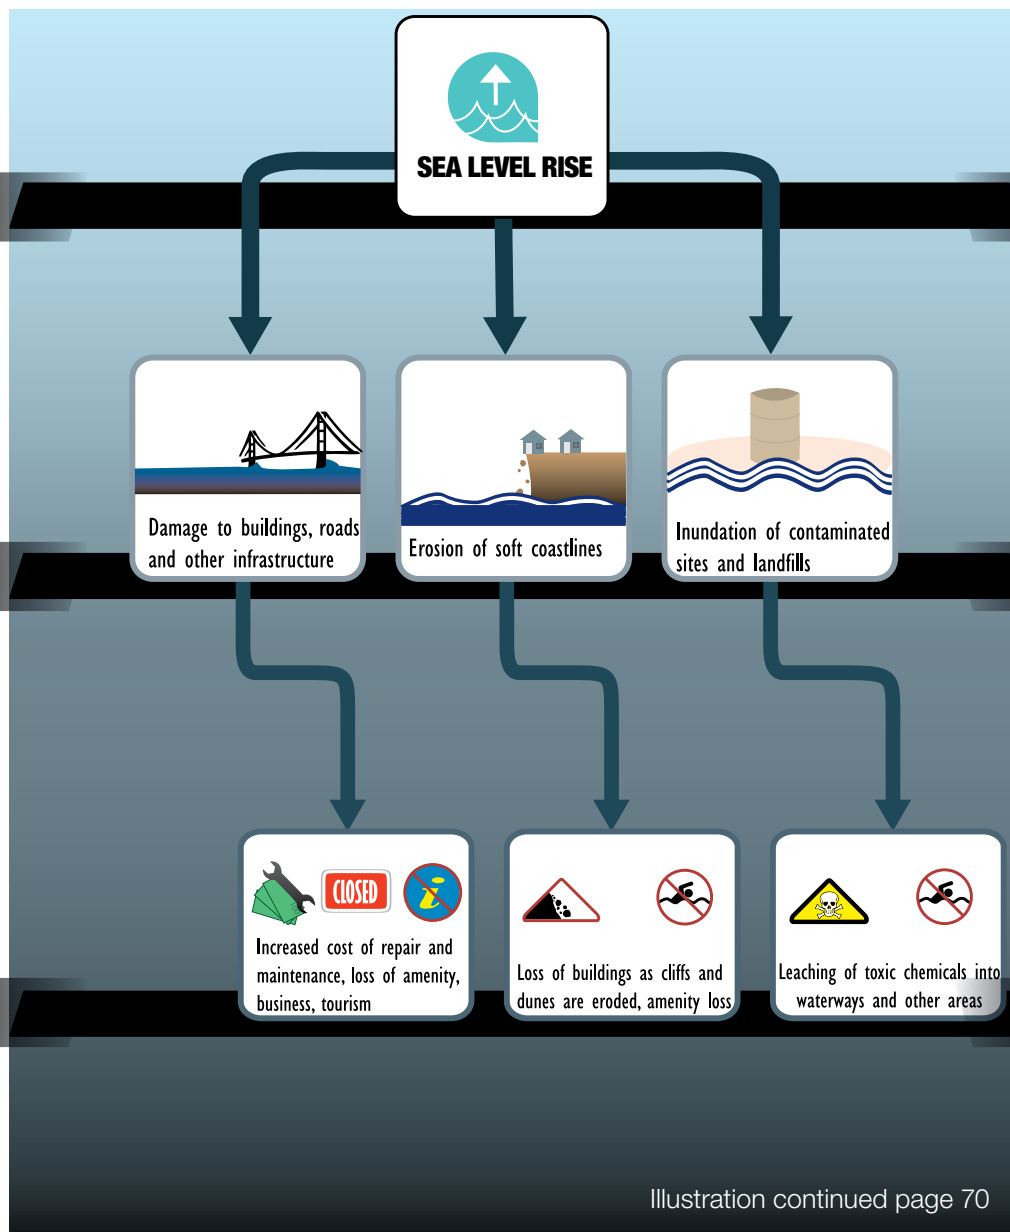 SEA LEVEL RISE
Damage to buildings, roads
and other infrastructure
Erosion of soft coastlines
Inundation of contaminated
sites and landfills
CLOSED
i
Increased cost of repair and
maintenance, loss of amenity,
business, tourism
Loss of buildings as cliffs and
dunes are eroded, amenity loss
Leaching of toxic chemicals into
waterways and other areas
Illustration continued page 70